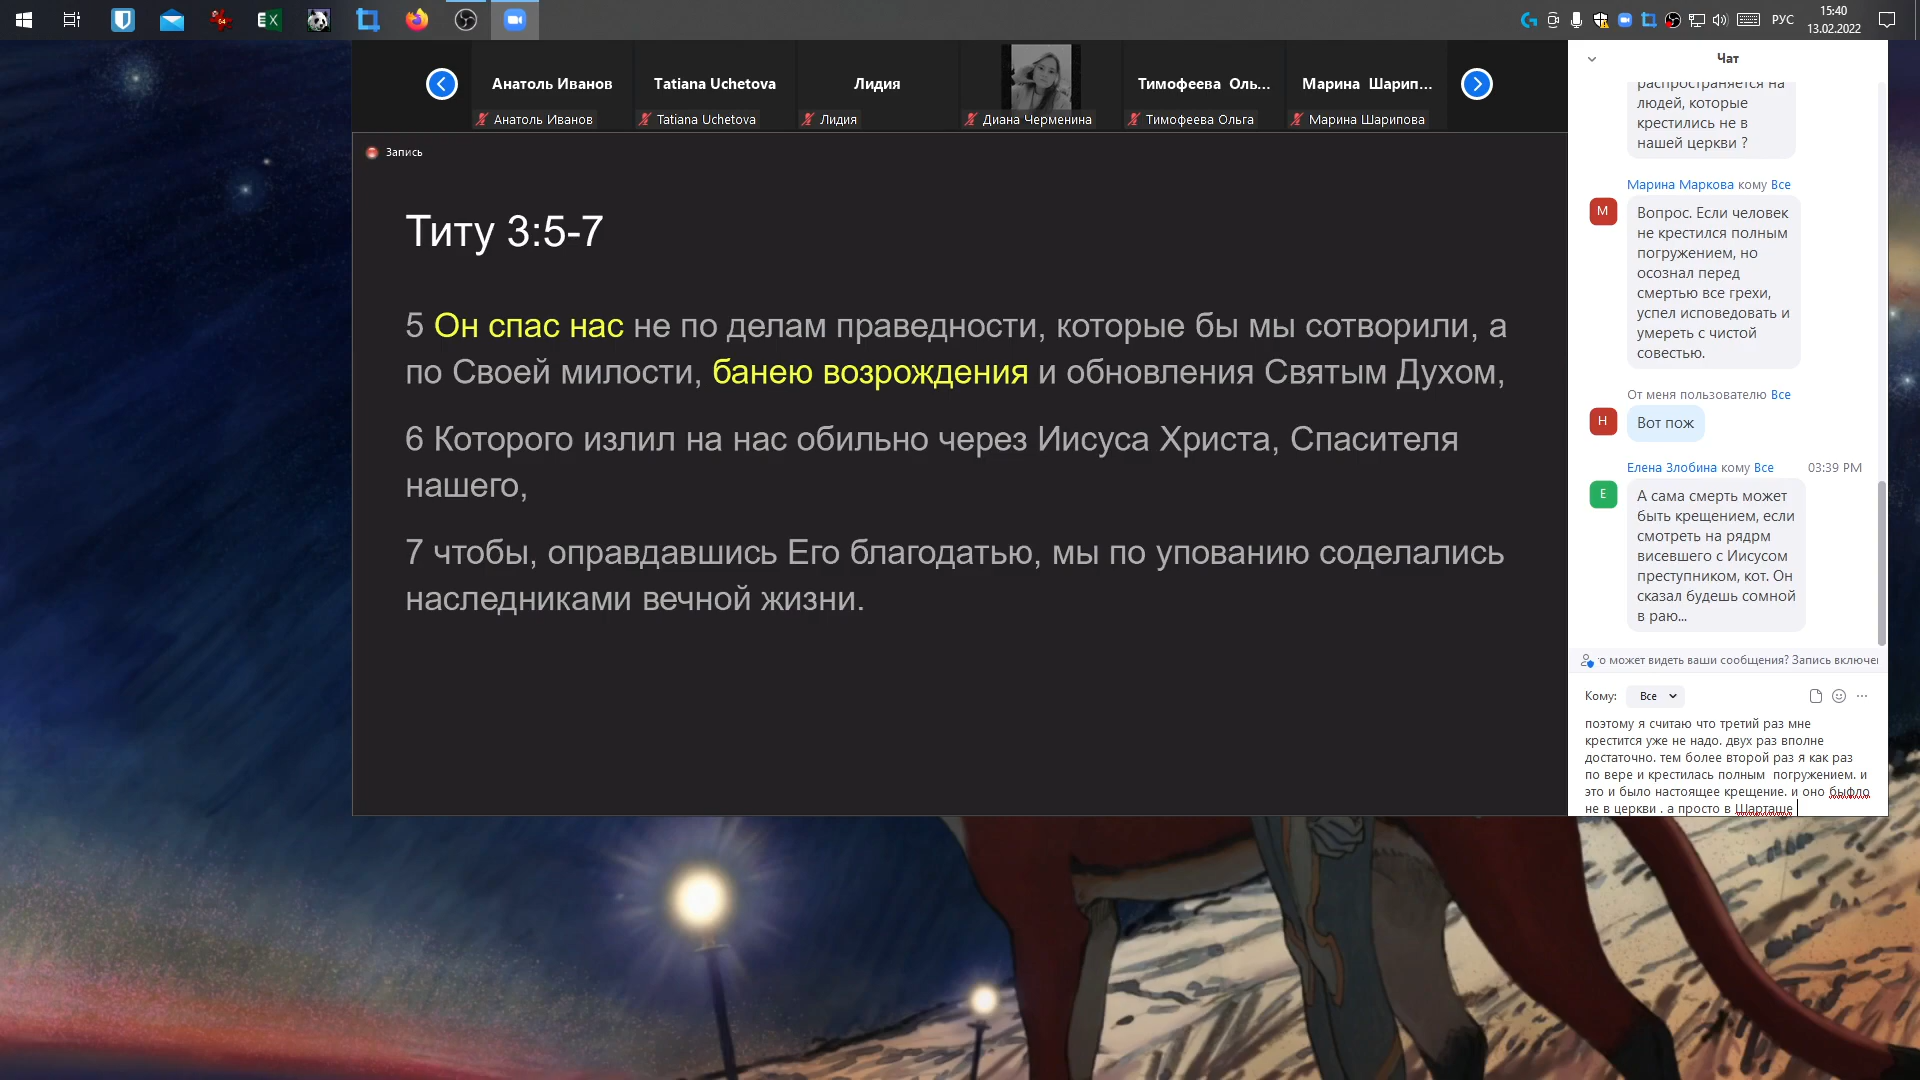 64
РУС
15:40
13.02.2022
Анатоль Иванов
Tatiana Uchetova
Лидия
Тимофеева Оль...
Марина Шарип...
Анатоль Иванов
Tatiana Uchetova
Лидия
Диана Черменина
Тимофеева Ольга
Марина Шарипова
Запись
Титу 3:5-7
5 Он спас нас не по делам праведности, которые бы мы сотворили, а
по Своей милости, банею возрождения и обновления Святым Духом,
6 Которого излил на нас обильно через Иисуса Христа, Спасителя
нашего,
7 чтобы, оправдавшись Его благодатью, мы по упованию соделались
наследниками вечной жизни.
Чат
распространяется на
людей, которые
крестились не в
нашей церкви ?
Марина Маркова кому Все
М
Вопрос. Если человек
не крестился полным
погружением, но
осознал перед
смертью все грехи,
успел исповедовать и
умереть с чистой
совестью.
От меня пользователю Все
Н
Вот пож
Елена Злобина кому Все 03:39 PM
Е
А сама смерть может
быть крещением, если
смотреть на рядрм
висевшего с Иисусом
преступником, кот. Он
сказал будешь сомной
в раю...
то может видеть ваши сообщения? Запись включен
Кому: Все
поэтому я считаю что третий раз мне
крестится уже не надо. двух раз вполне
достаточно. тем более второй раз я как раз
по вере и крестилась полным погружением. и
это и было настоящее крещение. и оно быфло
не в церкви . а просто в Шарташе